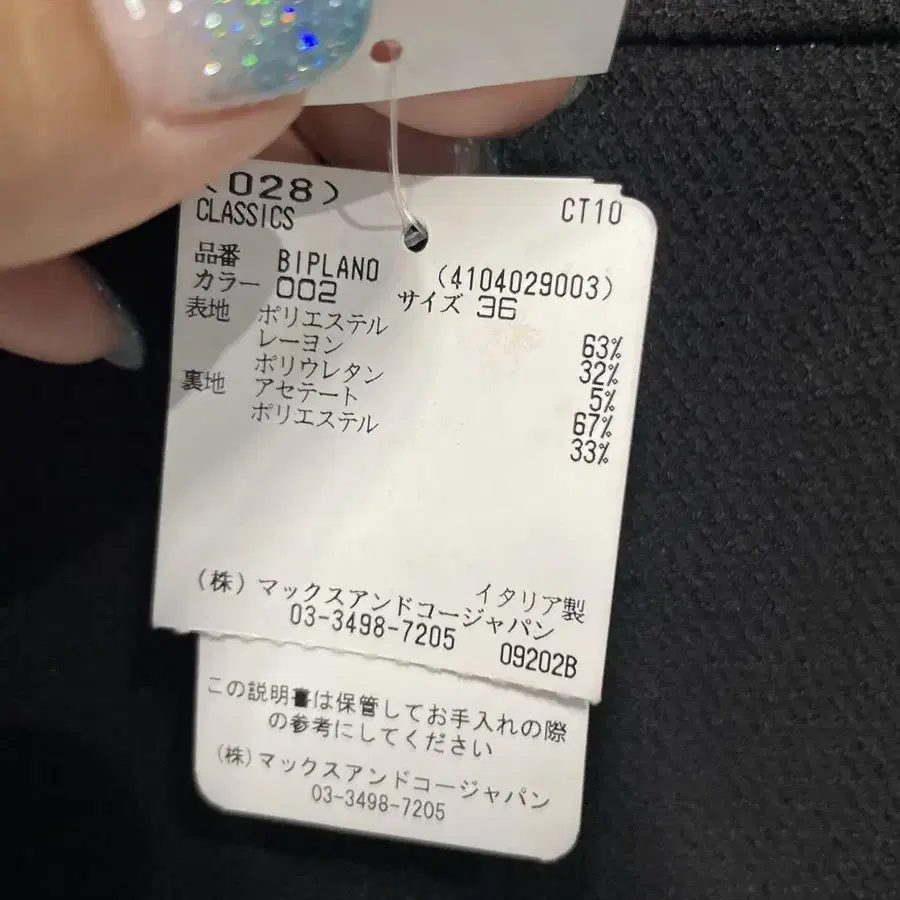 (028)
CLASSICS CT10
品番 BIPLANO (4104029003)
カラー 002 サイズ 36
表地 ポリエステル 63%
レーヨン 32%
ポリウレタン 5%
裏地 アセテート 67%
ポリエステル 33%
イタリア製
(株)マックスアンドコージャパン
03-3498-7205 09202B
この説明書は保管してお手入れの際
の参考にしてください
(株)マックスアンドコージャパン
03-3498-7205